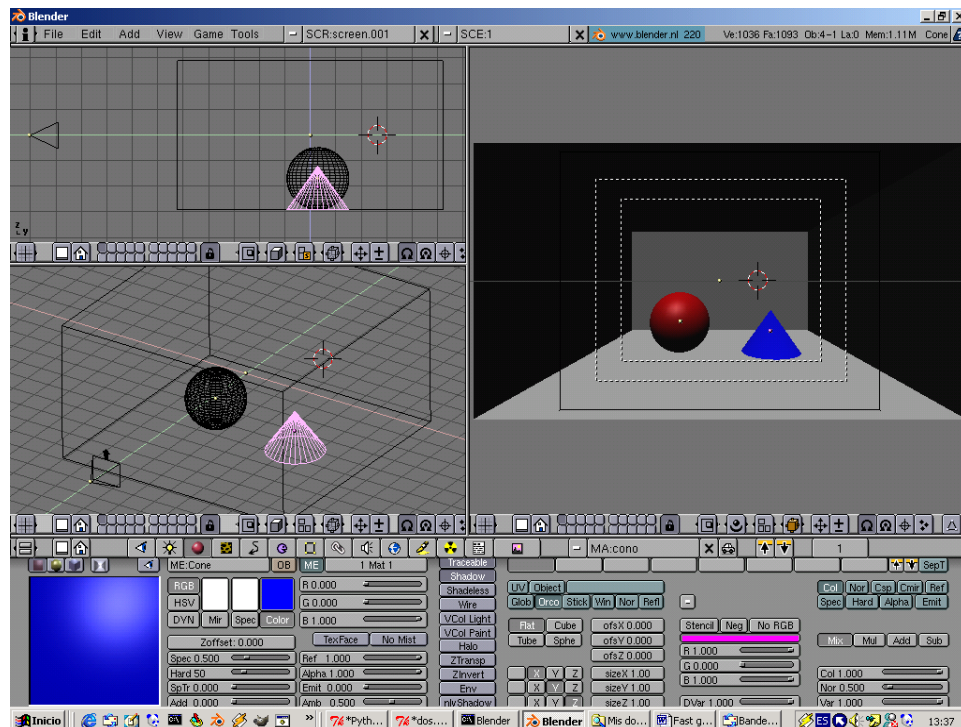 Blender
File Edit Add View Game Tools SCR:screen.001 X SCE:1 X www.blender.nl 220 Ve:1036 Fa:1093 Ob:4-1 La:0 Mem:1.11M Cone
z
y
MA:cono X 1
ME:Cone OB ME 1 Mat 1 Traceable SepT
RGB R 0.000 Shadow UV Object Col Nor Csp Cmir Ref
HSV G 0.000 Shadeless Glob Orco Stick Win Nor Refl Spec Hard Alpha Emit
DYN Mir Spec Color B 1.000 Wire Flat Cube ofsX 0.000 Stencil Neg No RGB
Zoffset: 0.000 TexFace No Mist VCol Light VCol Paint Tube Sphe ofsY 0.000 R 1.000 Mix Mul Add Sub
Spec 0.500 Ref 1.000 Halo ofsZ 0.000 G 0.000
Hard 50 Alpha 1.000 ZTransp X Y Z sizeX 1.00 B 1.000 Col 1.000
SpTr 0.000 Emit 0.000 ZInvert X Y Z sizeY 1.00 Nor 0.500
Add 0.000 Amb 0.500 Env nlvShadow X Y Z sizeZ 1.00 DVar 1.000 Var 1.000
Inicio » *Pyth... *dos.... Blender Blender Mis do... Fast g... Bande... ES 13:37